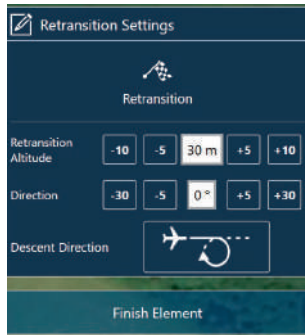 Retransition Settings
Retransition
Retransition
Altitude
-10 -5 30 m +5 +10
Direction -30 -5 0 ° +5 +30
Descent Direction
Finish Element